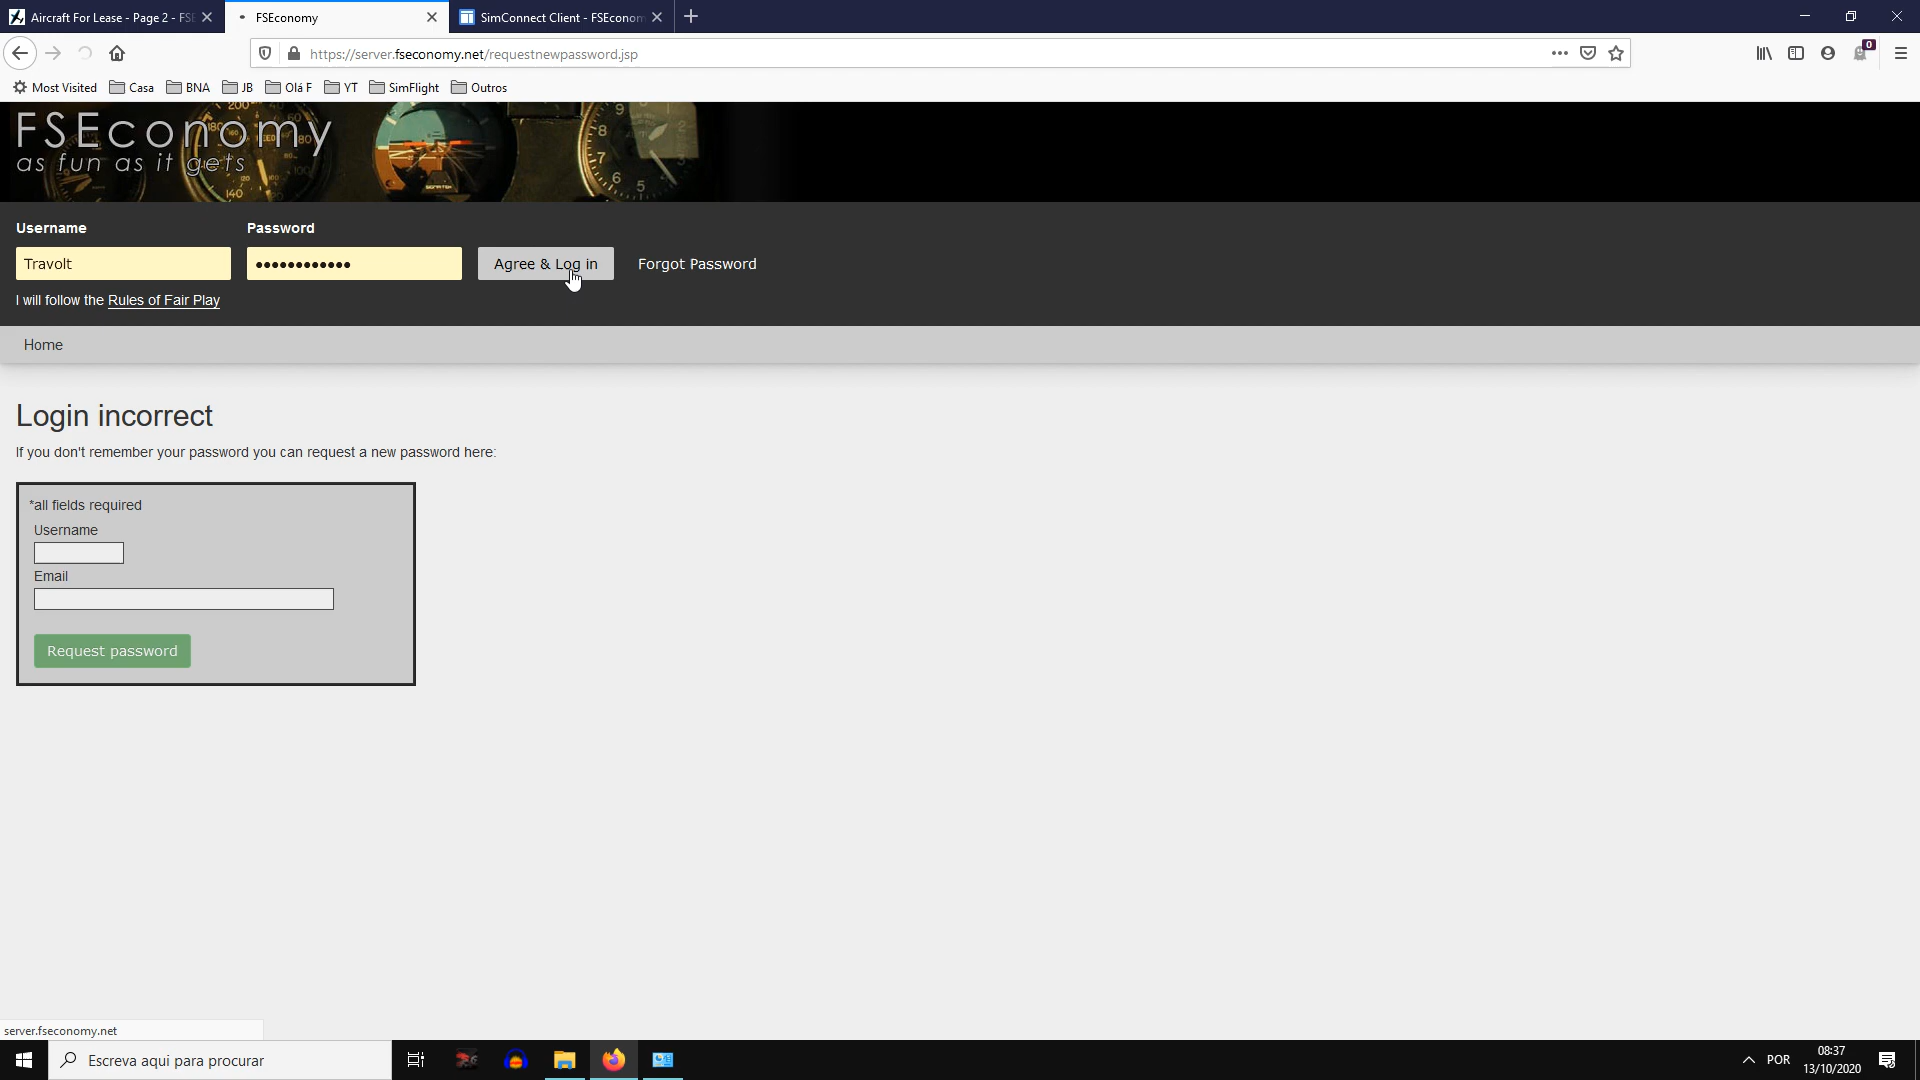 Aircraft For Lease - Page 2 - FSE
FSEconomy
SimConnect Client - FSEconom
https://server.fseconomy.net/requestnewpassword.jsp
0
Most Visited
Casa
BNA
JB
Olá F
YT
SimFlight
Outros
FSEconomy
as fun as it gets
Username
Password
Travolt
••••••••••••
Agree & Log in
Forgot Password
I will follow the Rules of Fair Play
Home
Login incorrect
If you don't remember your password you can request a new password here:
*all fields required
Username
Email
Request password
server.fseconomy.net
Escreva aqui para procurar
POR
08:37
13/10/2020